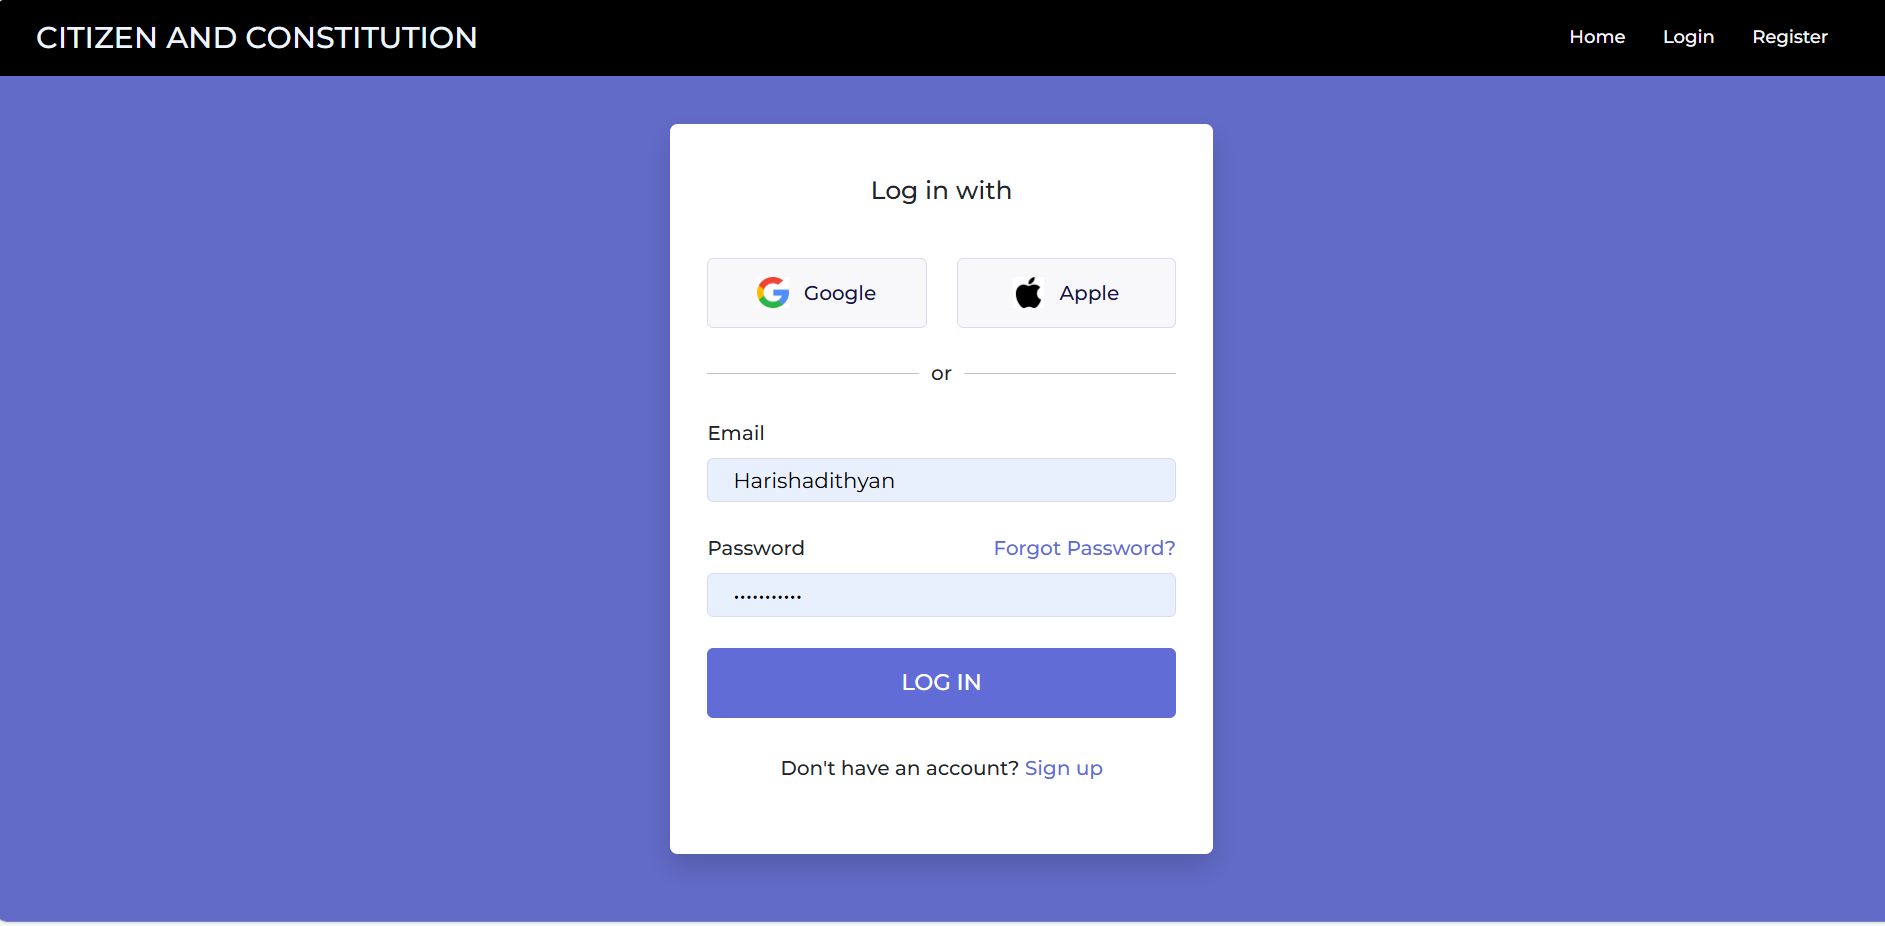 CITIZEN AND CONSTITUTION
Home Login Register
Log in with
Google Apple
or
Email
Harishadithyan
Password Forgot Password?
•••••••••••
LOG IN
Don't have an account? Sign up